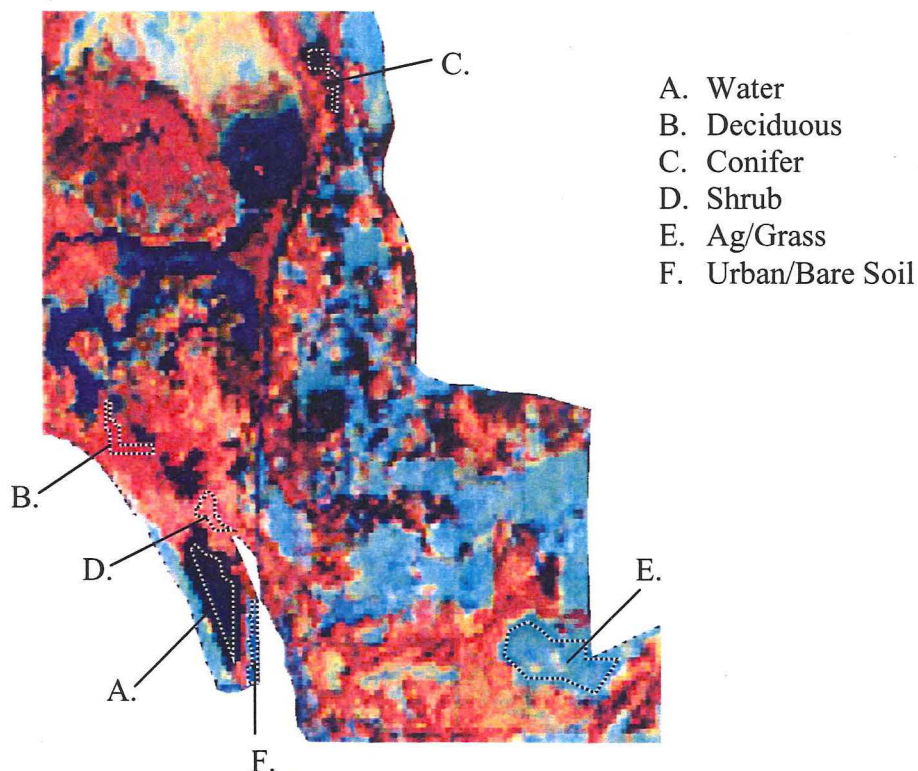 C.
A. Water
B. Deciduous
C. Conifer
D. Shrub
E. Ag/Grass
F. Urban/Bare Soil
B.
D.
E.
A.
F.